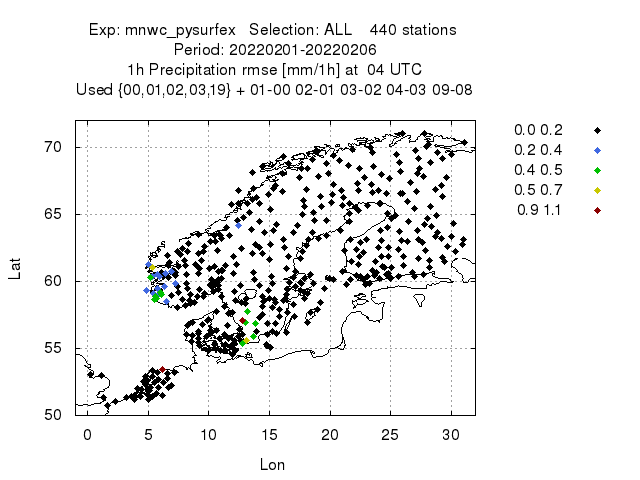 Exp: mnwc_pysurfex   Selection: ALL    440 stations
Period: 20220201-20220206
1h Precipitation rmse [mm/1h] at  04 UTC
Used {00,01,02,03,19} + 01-00 02-01 03-02 04-03 09-08
0.0 0.2
0.2 0.4
0.4 0.5
0.5 0.7
0.9 1.1
Lat
70
65
60
55
50
0 5 10 15 20 25 30
Lon